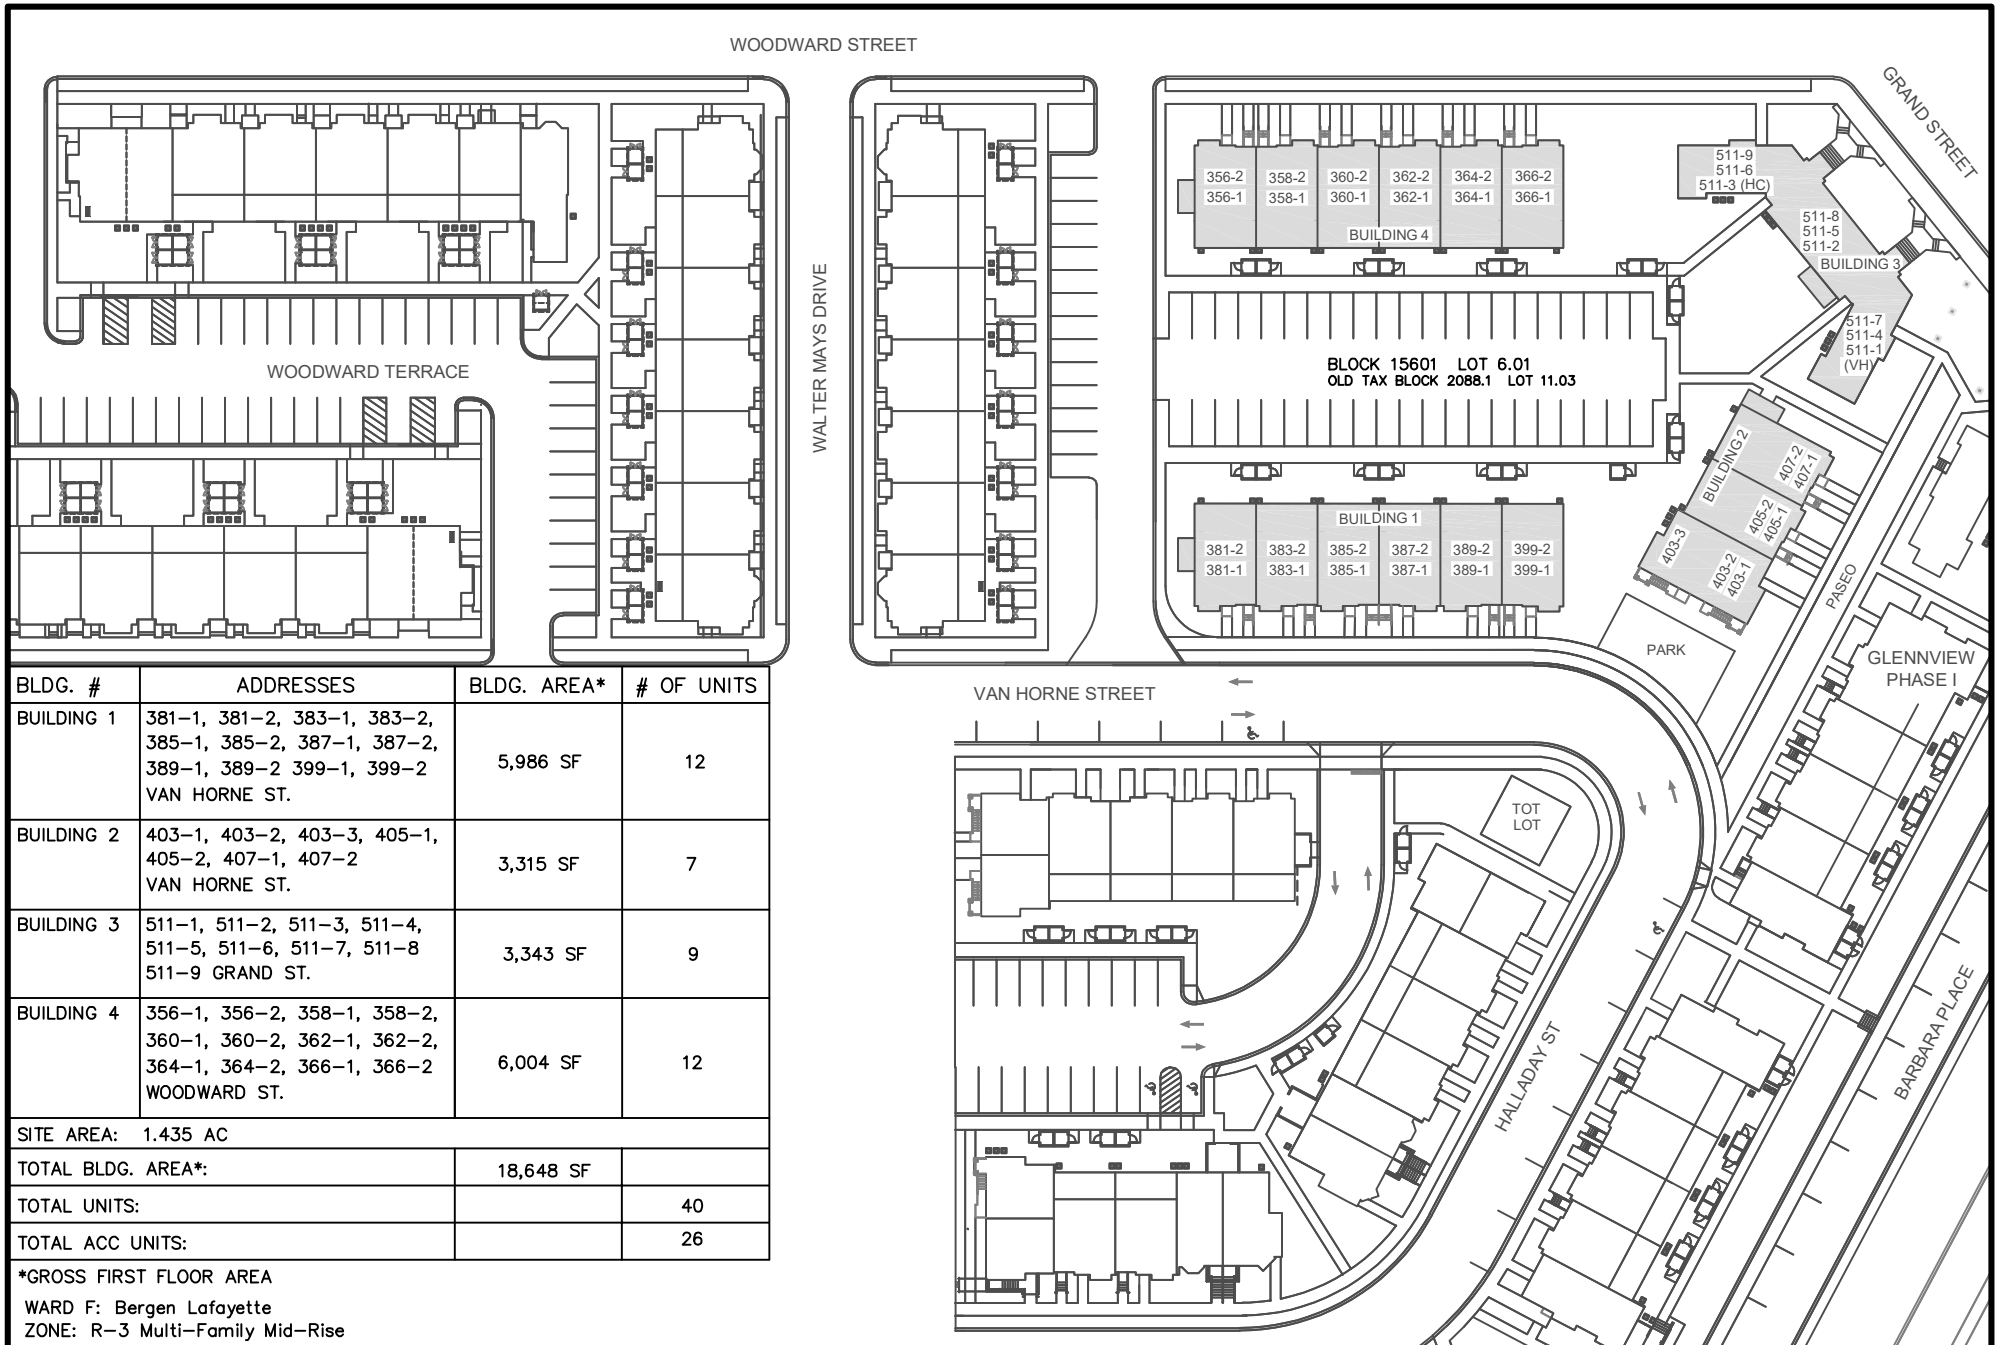 WOODWARD STREET
GRAND STREET
356-2 358-2 360-2 362-2 364-2 366-2
356-1 358-1 360-1 362-1 364-1 366-1
BUILDING 4
511-9
511-6
511-3 (HC)
511-8
511-5
511-2
BUILDING 3
511-7
511-4
511-1
(VH)
WALTER MAYS DRIVE
WOODWARD TERRACE
BLOCK 15601 LOT 6.01
OLD TAX BLOCK 2088.1 LOT 11.03
BUILDING 2
407-2
407-1
405-2
405-1
403-3
403-2
403-1
BUILDING 1
381-2 383-2 385-2 387-2 389-2 399-2
381-1 383-1 385-1 387-1 389-1 399-1
PASEO
PARK
GLENNVIEW
PHASE I
VAN HORNE STREET
TOT
LOT
HALLADAY ST
BARBARA PLACE
BLDG. # ADDRESSES BLDG. AREA* # OF UNITS
BUILDING 1 381-1, 381-2, 383-1, 383-2,
385-1, 385-2, 387-1, 387-2,
389-1, 389-2 399-1, 399-2
VAN HORNE ST.
5,986 SF 12
BUILDING 2 403-1, 403-2, 403-3, 405-1,
405-2, 407-1, 407-2
VAN HORNE ST.
3,315 SF 7
BUILDING 3 511-1, 511-2, 511-3, 511-4,
511-5, 511-6, 511-7, 511-8
511-9 GRAND ST.
3,343 SF 9
BUILDING 4 356-1, 356-2, 358-1, 358-2,
360-1, 360-2, 362-1, 362-2,
364-1, 364-2, 366-1, 366-2
WOODWARD ST.
6,004 SF 12
SITE AREA: 1.435 AC
TOTAL BLDG. AREA*: 18,648 SF
TOTAL UNITS: 40
TOTAL ACC UNITS: 26
*GROSS FIRST FLOOR AREA
WARD F: Bergen Lafayette
ZONE: R-3 Multi-Family Mid-Rise